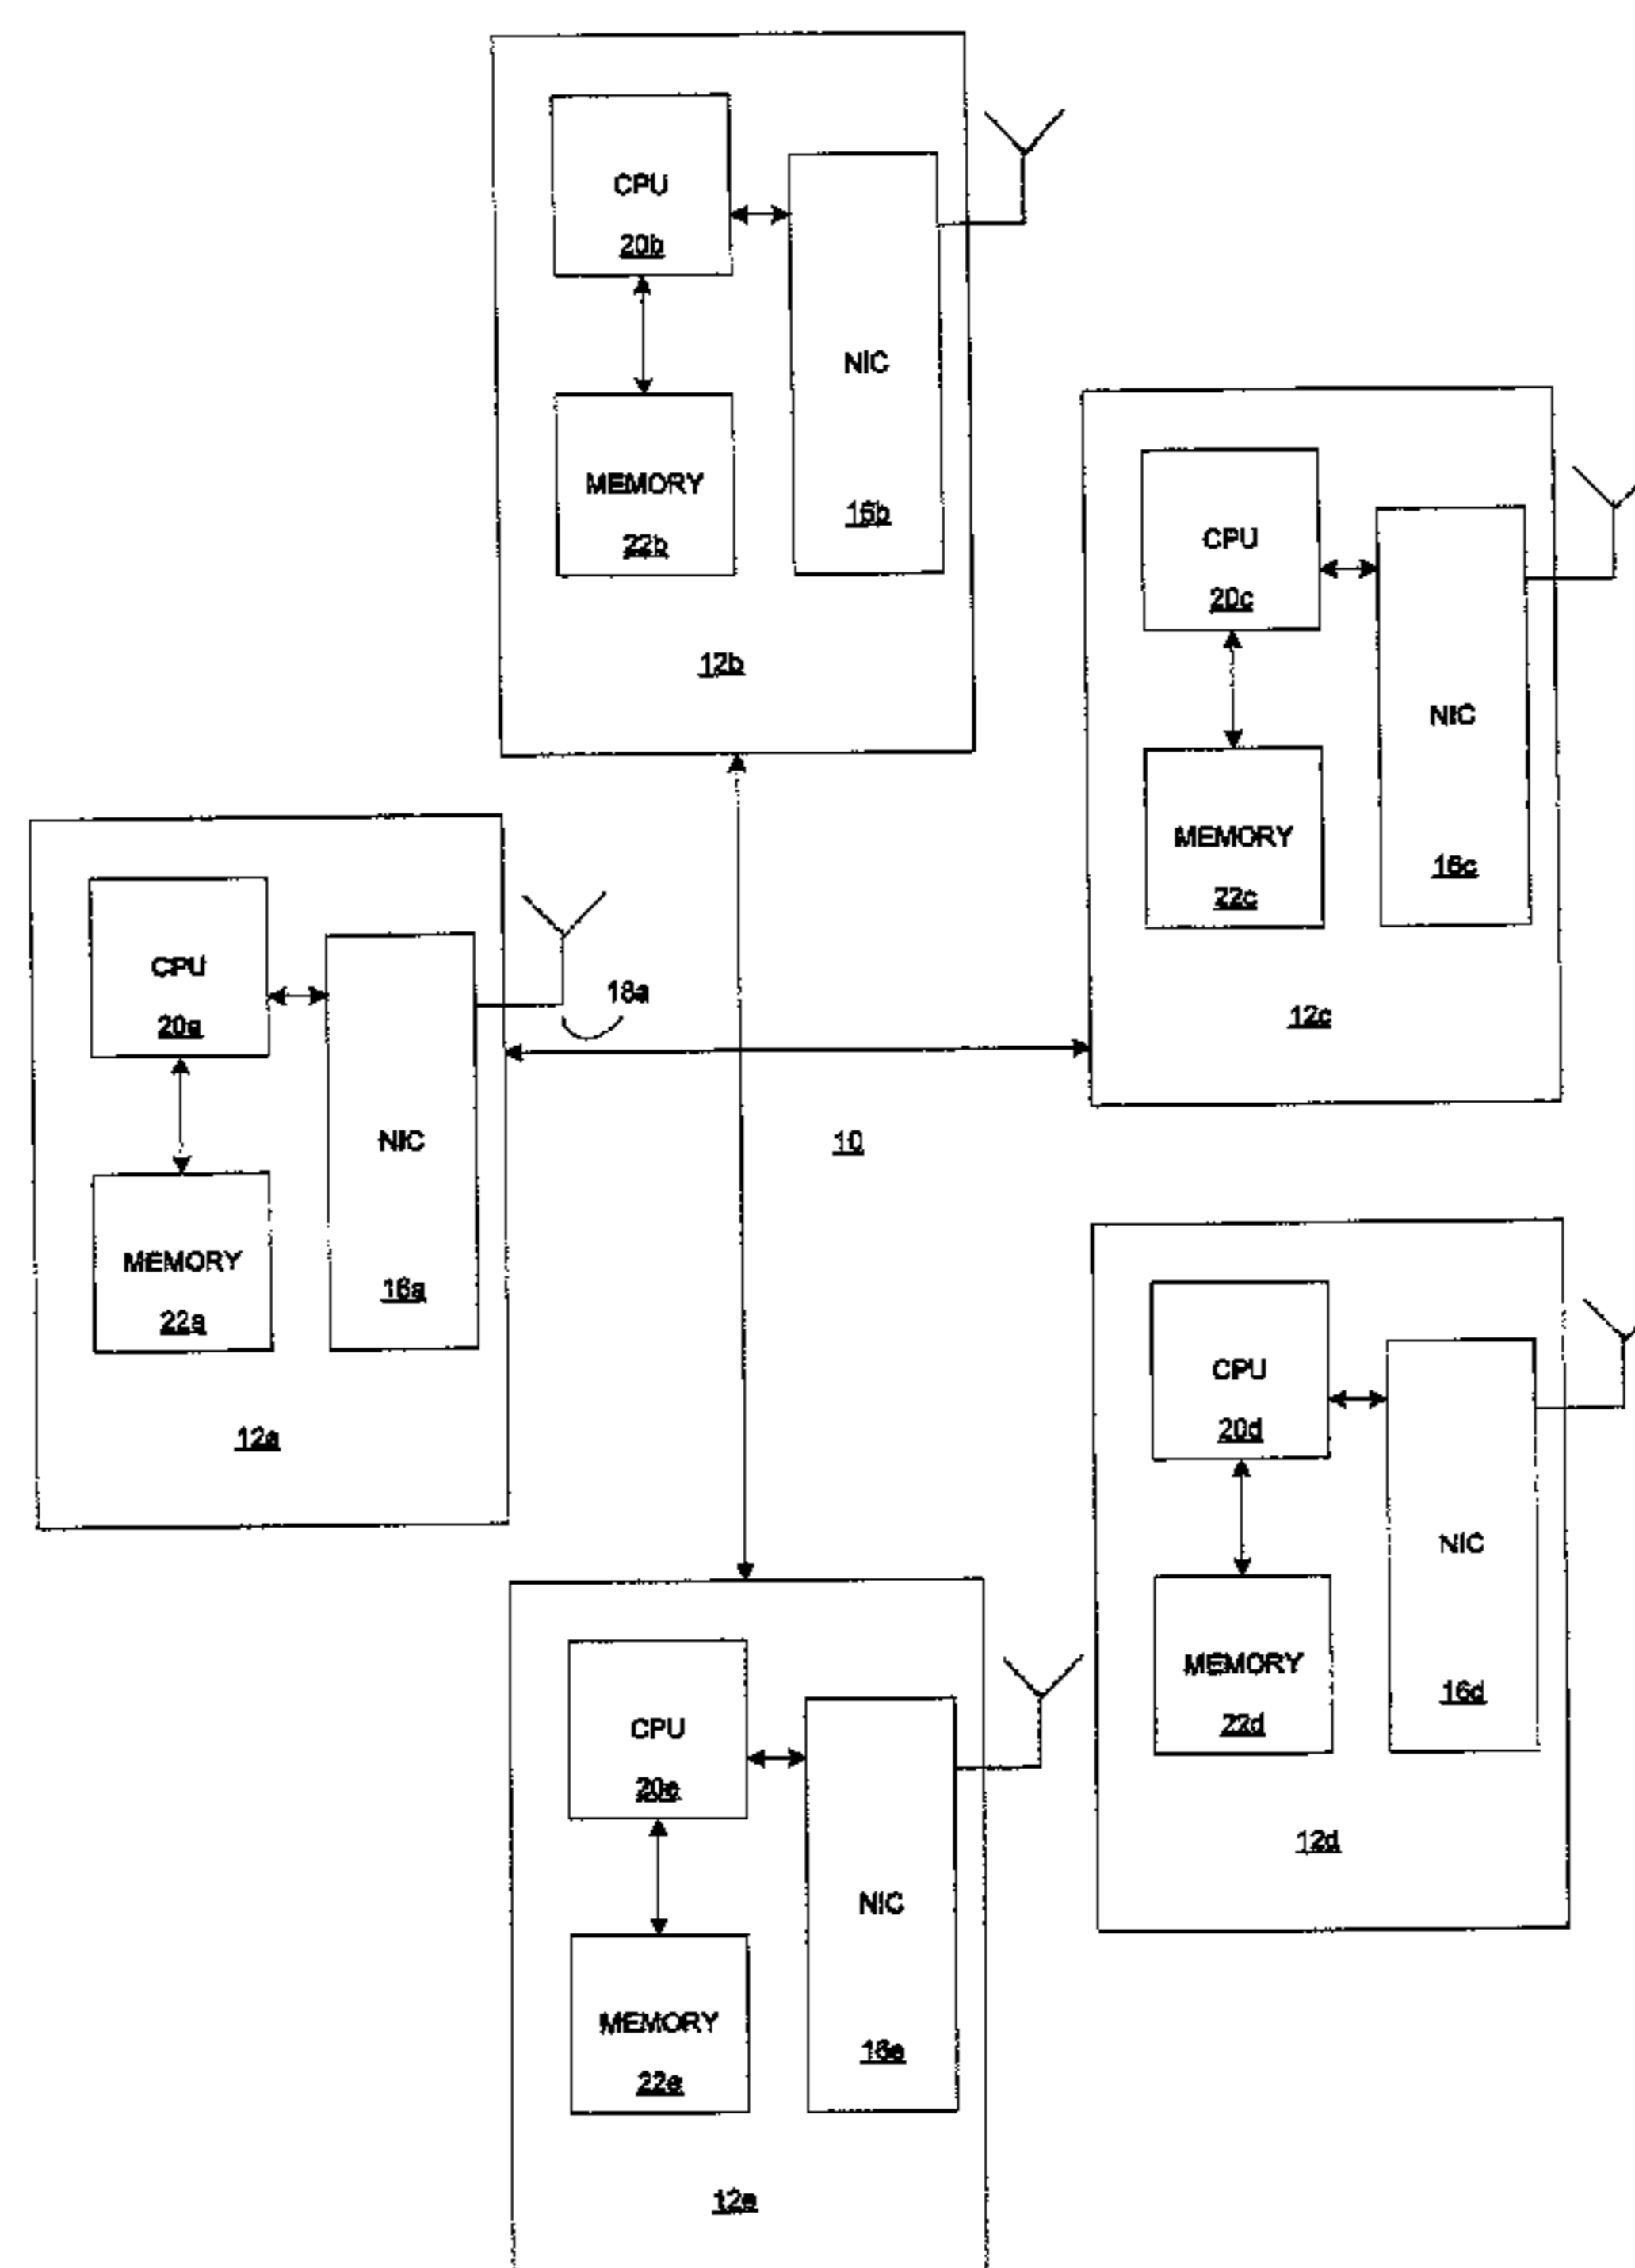 CPU
20b
NIC
MEMORY
22b
16b
12b
CPU
20c
NIC
MEMORY
22c
16c
12c
CPU
20a
18a
NIC
MEMORY
22a
16a
12a
10
CPU
20d
NIC
MEMORY
22d
16d
12d
CPU
20e
NIC
MEMORY
22e
16e
12e